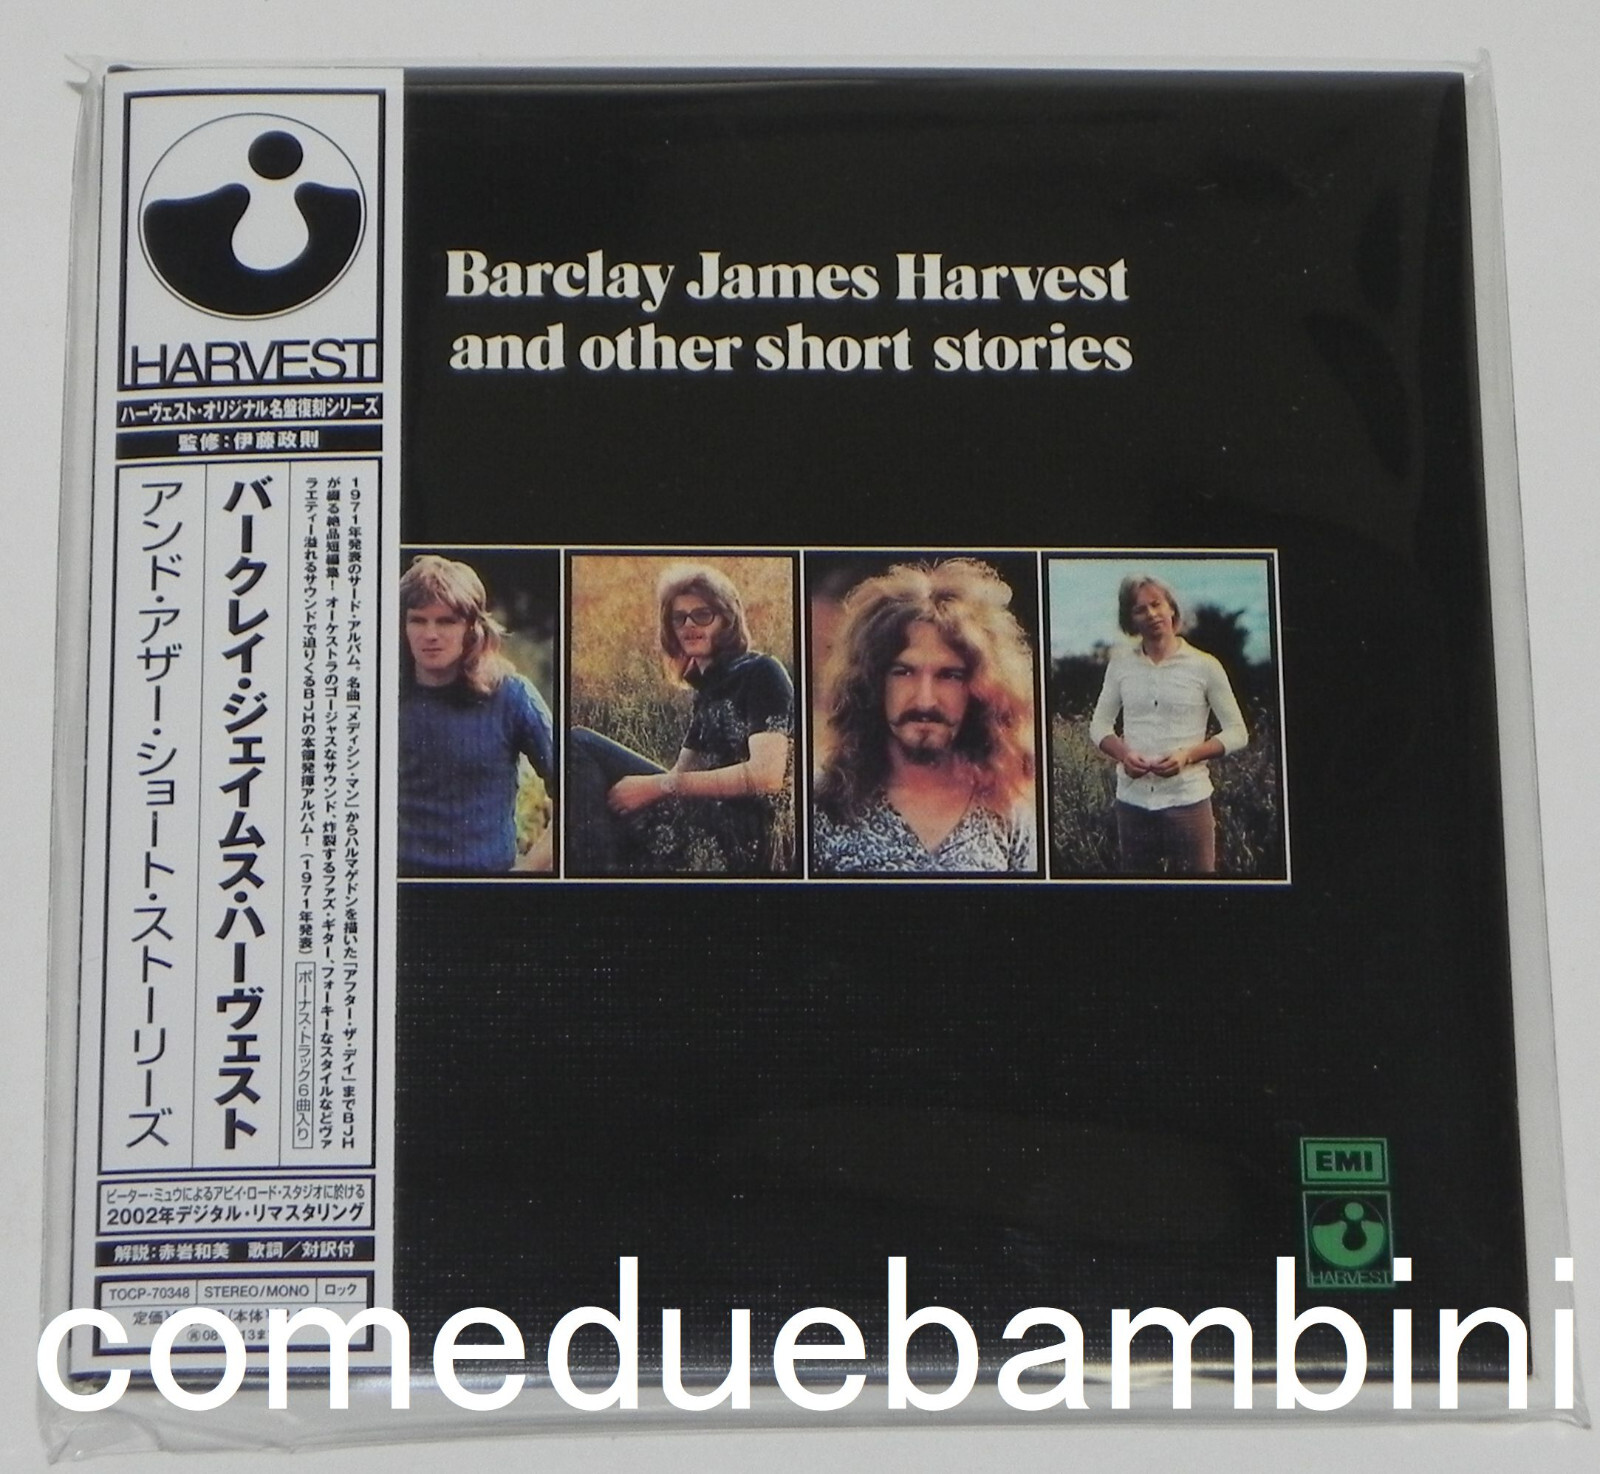 HARVEST
ハーヴェスト・オリジナル名盤復刻シリーズ
監修：伊藤政則
1971年発表のサード・アルバム。名曲「メディシン・マン」からハルマゲドンを描いた「アフター・ザ・デイ」までBJH
が綴る絶品短編集！オーケストラのゴージャスなサウンド、炸裂するファズ・ギター、フォーキーなスタイルなどヴァ
ラエティー溢れるサウンドで迫りくるBJHの本領発揮アルバム！（1971年発表）
ボーナス・トラック6曲入り
バークレイ・ジェイムス・ハーヴェスト
アンド・アザー・ショート・ストーリーズ
ピーター・ミュウによるアビイ・ロード・スタジオに於ける
2002年デジタル・リマスタリング
解説：赤岩和美 歌詞／対訳付
TOCP-70348 STEREO/MONO ロック
Barclay James Harvest
and other short stories
EMI
HARVEST
comeduebambini